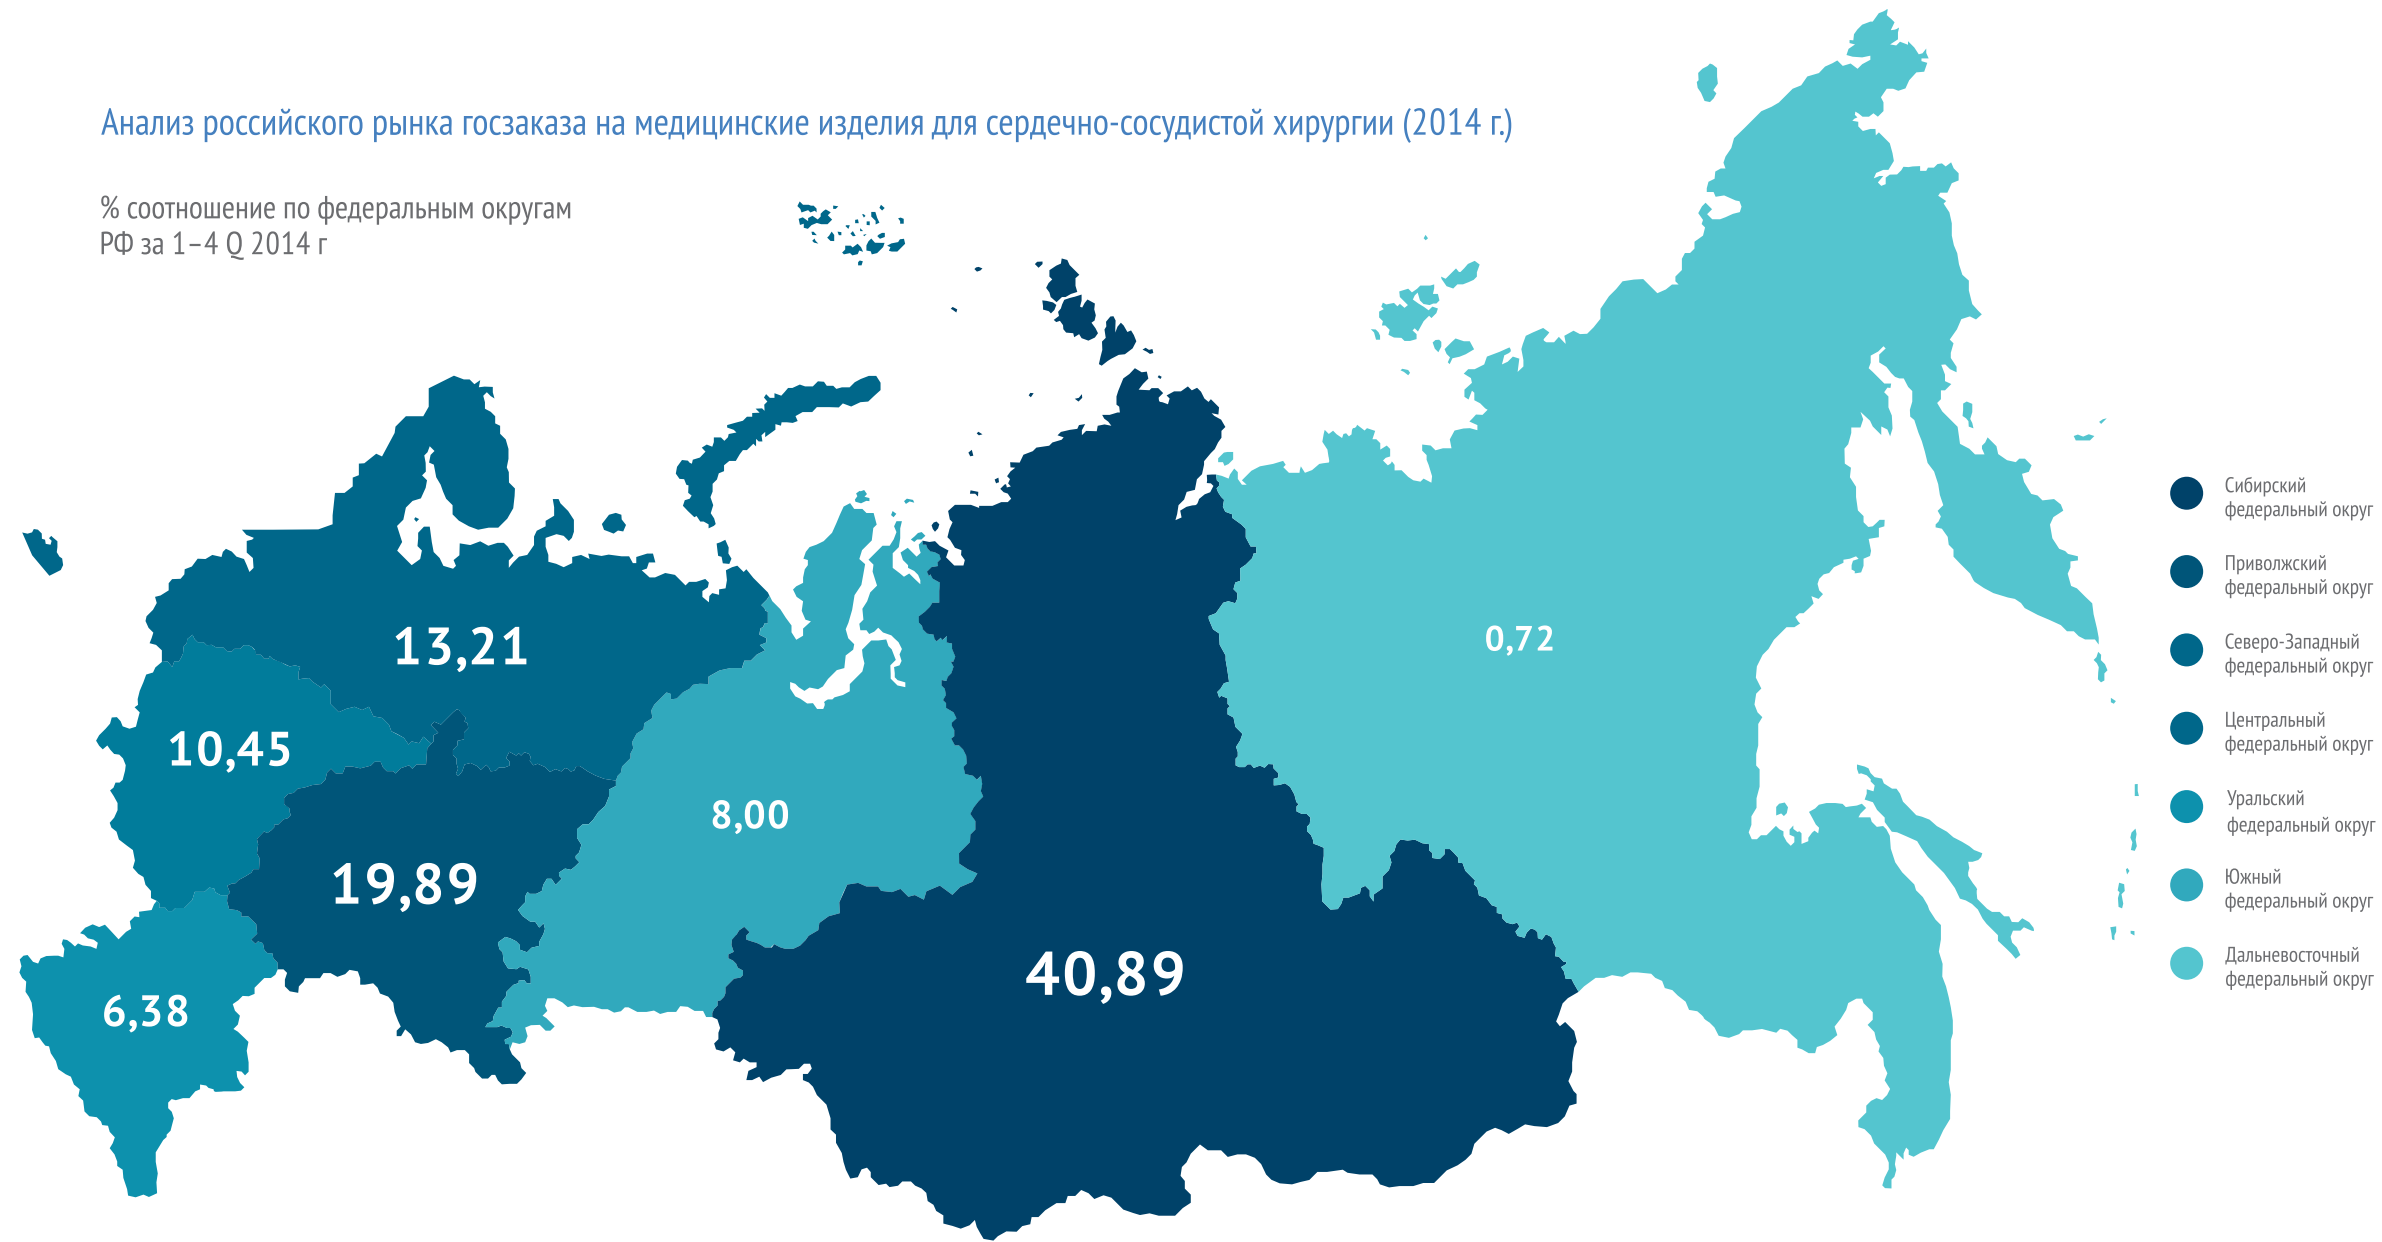 Анализ российского рынка госзаказа на медицинские изделия для сердечно-сосудистой хирургии (2014 г.)
% соотношение по федеральным округам
РФ за 1–4 Q 2014 г
13,21
10,45
19,89
6,38
8,00
40,89
0,72
Сибирский
федеральный округ
Приволжский
федеральный округ
Северо-Западный
федеральный округ
Центральный
федеральный округ
Уральский
федеральный округ
Южный
федеральный округ
Дальневосточный
федеральный округ